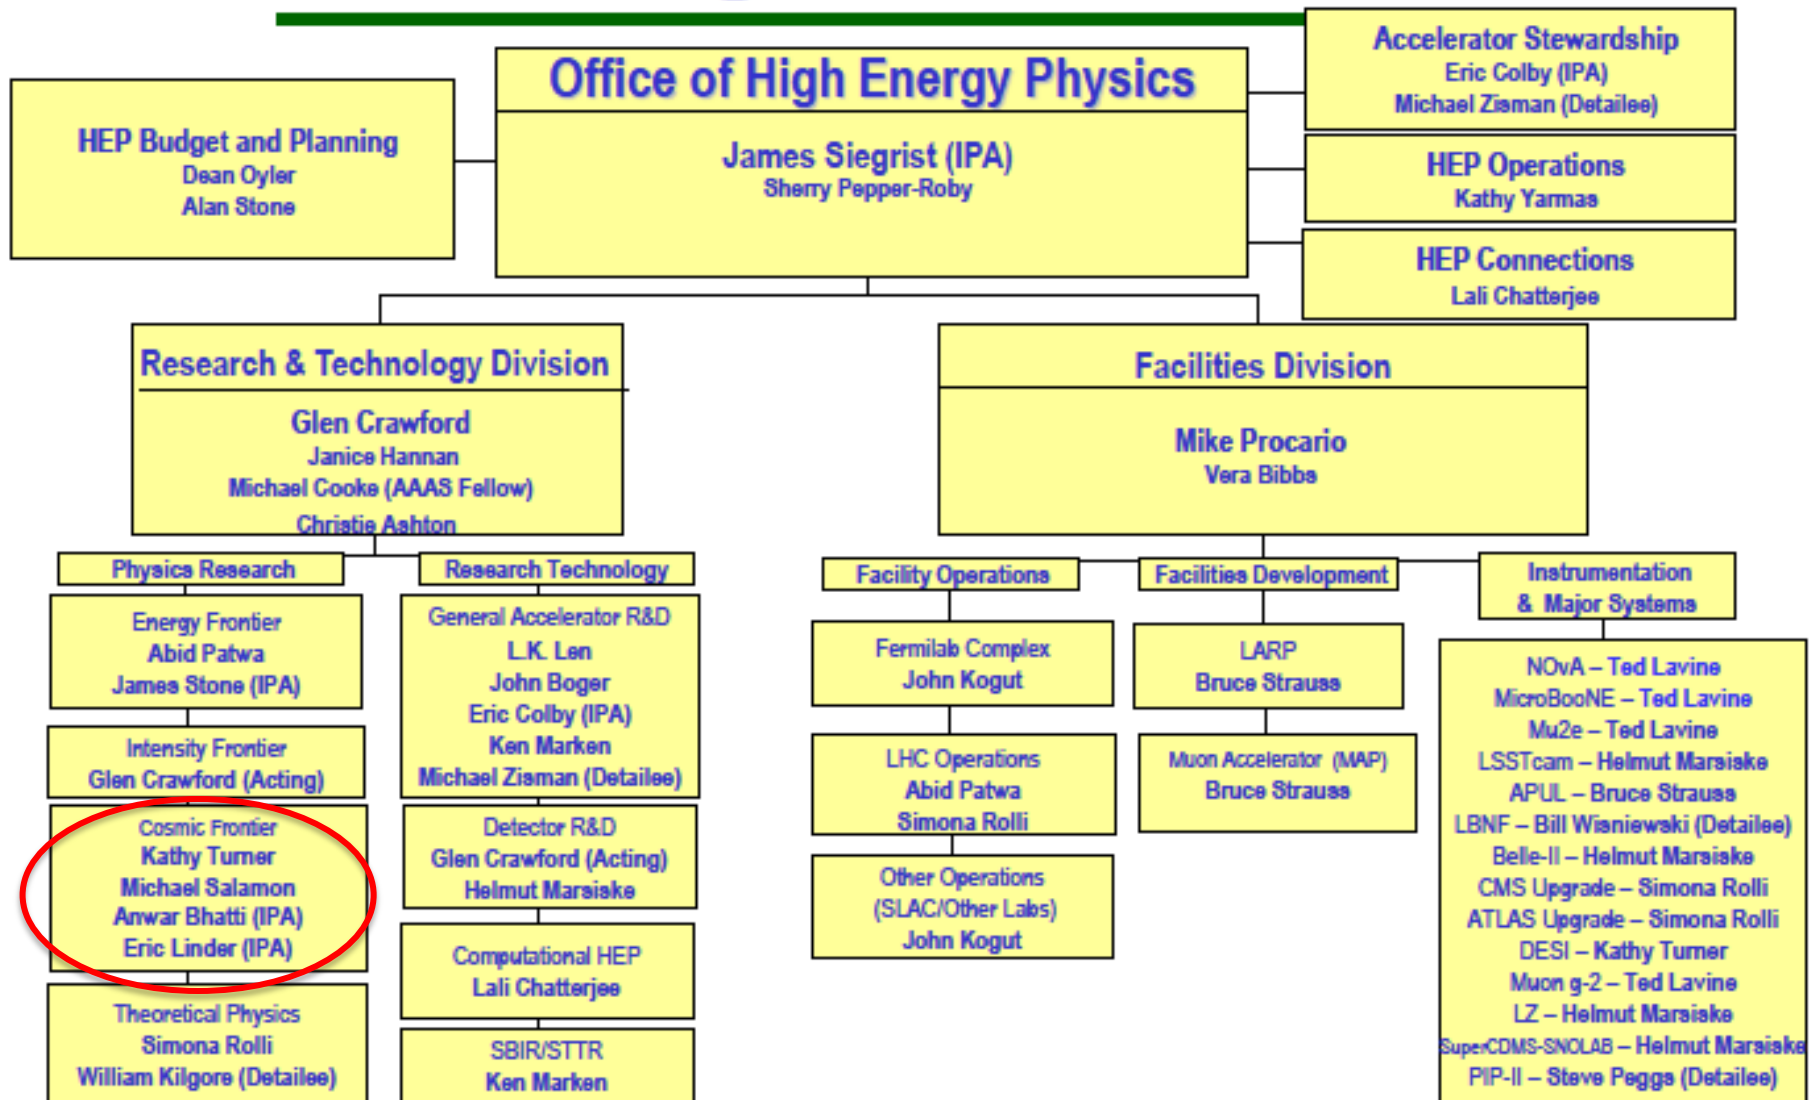 Office of High Energy Physics
James Siegrist (IPA)
Sherry Pepper-Roby
HEP Budget and Planning
Dean Oyler
Alan Stone
Accelerator Stewardship
Eric Colby (IPA)
Michael Zisman (Detailee)
HEP Operations
Kathy Yarmas
HEP Connections
Lali Chatterjee
Research & Technology Division
Glen Crawford
Janice Hannan
Michael Cooke (AAAS Fellow)
Christie Ashton
Physics Research
Energy Frontier
Abid Patwa
James Stone (IPA)
Intensity Frontier
Glen Crawford (Acting)
Cosmic Frontier
Kathy Turner
Michael Salamon
Anwar Bhatti (IPA)
Eric Linder (IPA)
Theoretical Physics
Simona Rolli
William Kilgore (Detailee)
Research Technology
General Accelerator R&D
L.K. Len
John Boger
Eric Colby (IPA)
Ken Marken
Michael Zisman (Detailee)
Detector R&D
Glen Crawford (Acting)
Helmut Marsiske
Computational HEP
Lali Chatterjee
SBIR/STTR
Ken Marken
Facilities Division
Mike Procario
Vera Bibbs
Facility Operations
Fermilab Complex
John Kogut
LHC Operations
Abid Patwa
Simona Rolli
Other Operations
(SLAC/Other Labs)
John Kogut
Facilities Development
LARP
Bruce Strauss
Muon Accelerator (MAP)
Bruce Strauss
Instrumentation
& Major Systems
NOvA – Ted Lavine
MicroBooNE – Ted Lavine
Mu2e – Ted Lavine
LSSTcam – Helmut Marsiske
APUL – Bruce Strauss
LBNF – Bill Wisniewski (Detailee)
Belle-II – Helmut Marsiske
CMS Upgrade – Simona Rolli
ATLAS Upgrade – Simona Rolli
DESI – Kathy Turner
Muon g-2 – Ted Lavine
LZ – Helmut Marsiske
SuperCDMS-SNOLAB – Helmut Marsiske
PIP-II – Steve Peggs (Detailee)